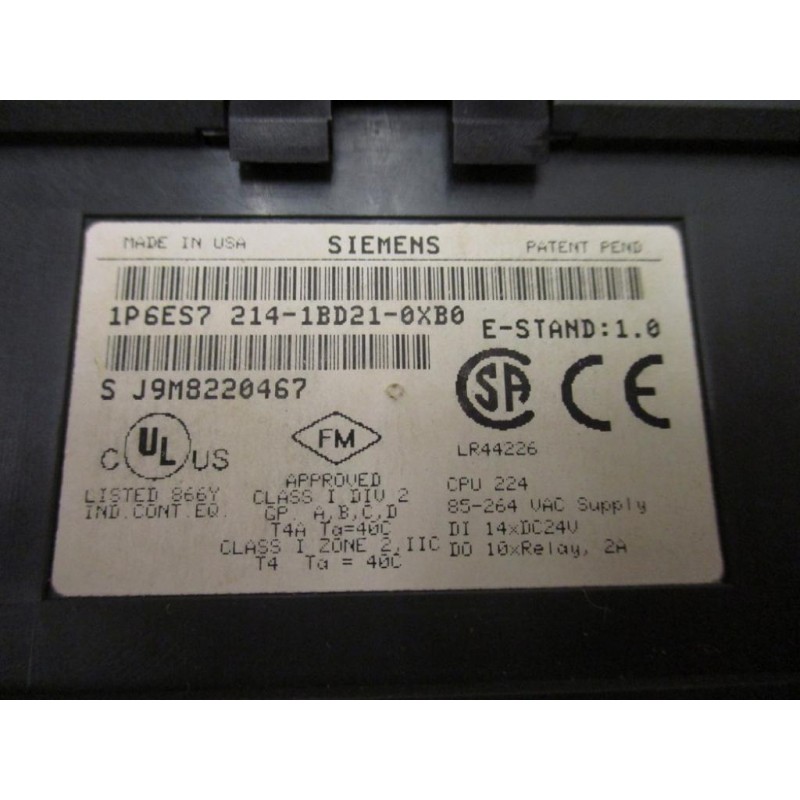 MADE IN USA SIEMENS PATENT PEND
1P6ES7 214-1BD21-0XB0
E-STAND:1.0
S J9M8220467
SA CE
C UL US
FM
LR44226
LISTED 866Y
IND.CONT.EQ.
APPROVED
CLASS I DIV 2
GP. A,B,C,D
T4A Ta=40C
CLASS I ZONE 2,IIC
T4 Ta = 40C
CPU 224
85-264 VAC Supply
DI 14xDC24V
DO 10xRelay, 2A